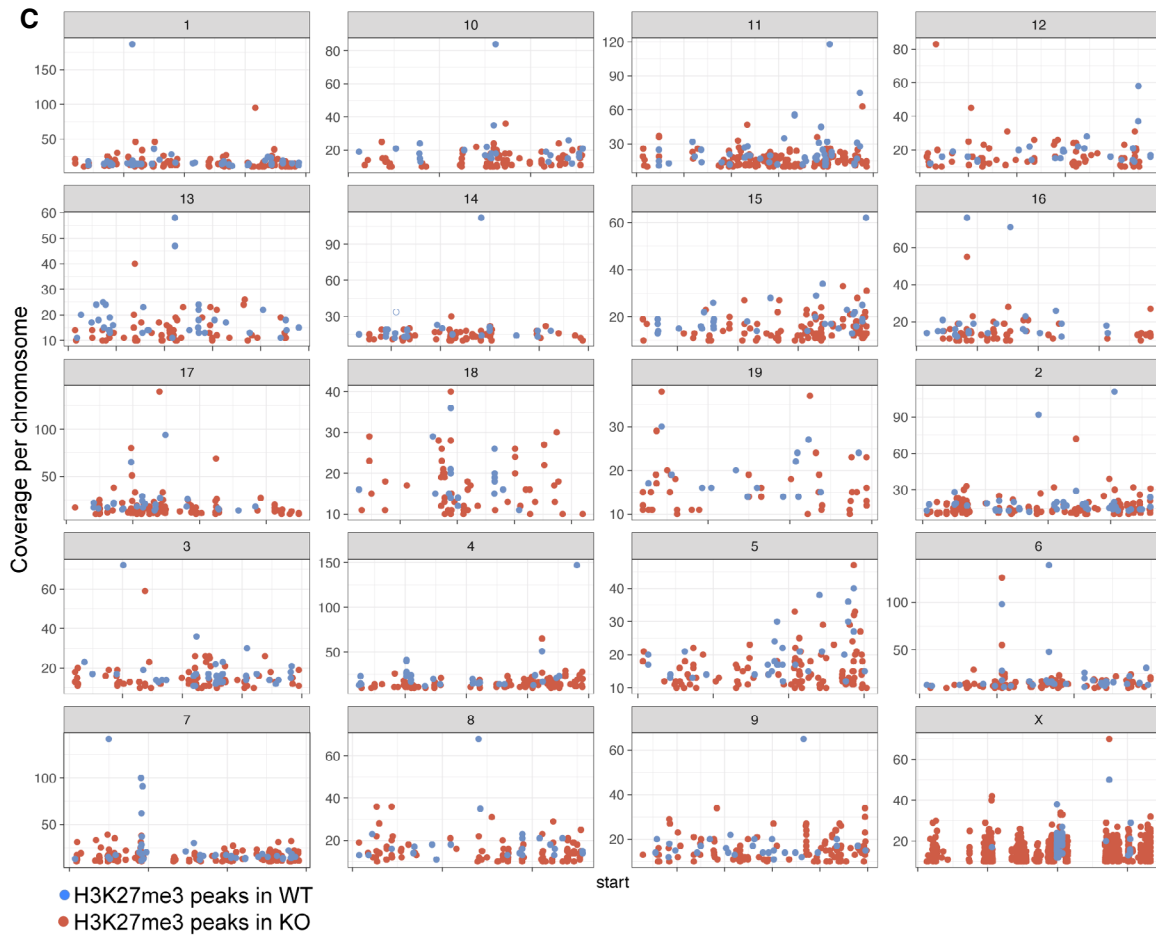 C
1 10 11 12
150 100 50
80 60 40 20
120 90 60 30
80 60 40 20
13 14 15 16
60 50 40 30 20 10
90 60 30
60 40 20
60 40 20
17 18 19 2
100 50
40 30 20 10
30 20 10
90 60 30
3 4 5 6
60 40 20
150 100 50
40 30 20 10
100 50
7 8 9 X
100 50
60 40 20
60 40 20
60 40 20
Coverage per chromosome
start
H3K27me3 peaks in WT
H3K27me3 peaks in KO